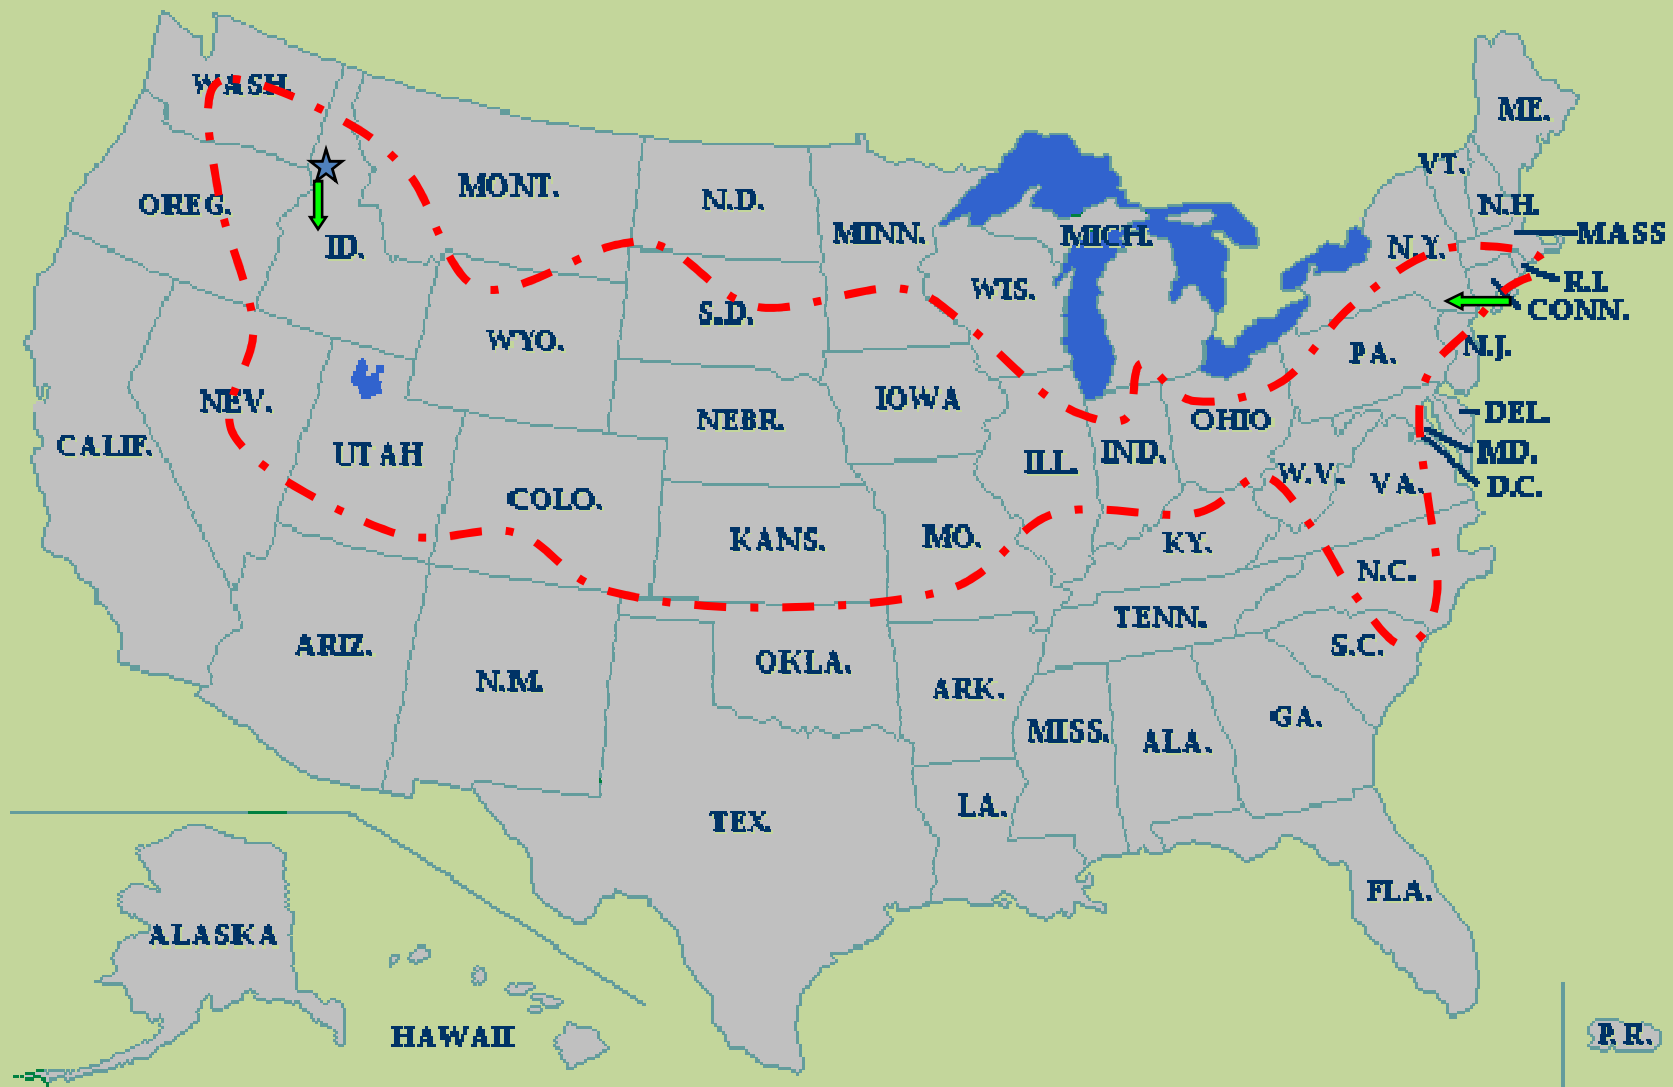 WASH.
ME.
VT.
MONT.
OREG.
N.D.
N.H.
MINN.
MICH.
MASS
ID.
N.Y.
R.I.
WIS.
CONN.
S.D.
WYO.
N.J.
PA.
NEV.
IOWA
DEL.
NEBR.
OHIO
CALIF.
UTAH
IND.
MD.
ILL.
W.V.
VA.
D.C.
COLO.
KANS.
MO.
KY.
N.C.
TENN.
ARIZ.
S.C.
OKLA.
N.M.
ARK.
GA.
MISS.
ALA.
LA.
TEX.
FLA.
ALASKA
HAWAII
P.R.